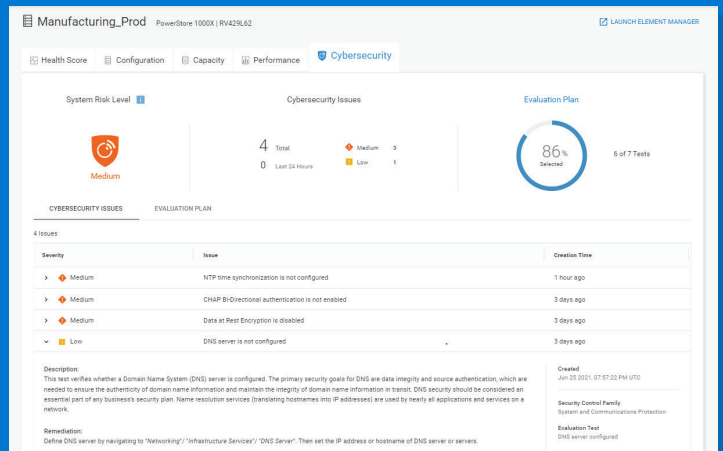 Manufacturing_Prod PowerStore 1000X | RV429L62
LAUNCH ELEMENT MANAGER
Health Score Configuration Capacity Performance Cybersecurity
System Risk Level Cybersecurity Issues Evaluation Plan
Medium
4 Total Medium 3
0 Last 24 Hours Low 1
86% Selected
6 of 7 Tests
CYBERSECURITY ISSUES EVALUATION PLAN
4 Issues
Severity Issue Creation Time
Medium NTP time synchronization is not configured 1 hour ago
Medium CHAP Bi-Directional authentication is not enabled 3 days ago
Medium Data at Rest Encryption is disabled 3 days ago
Low DNS server is not configured 3 days ago
Description:
This test verifies whether a Domain Name System (DNS) server is configured. The primary security goals for DNS are data integrity and source authentication, which are
needed to ensure the authenticity of domain name information and maintain the integrity of domain name information in transit. DNS security should be considered an
essential part of any business's security plan. Name resolution services (translating hostnames into IP addresses) are used by nearly all applications and services on a
network.
Remediation:
Define DNS server by navigating to "Networking"/ "Infrastructure Services"/ "DNS Server". Then set the IP address or hostname of DNS server or servers.
Created
Jun 25 2021, 07:57:22 PM UTC
Security Control Family
System and Communications Protection
Evaluation Test
DNS server configured